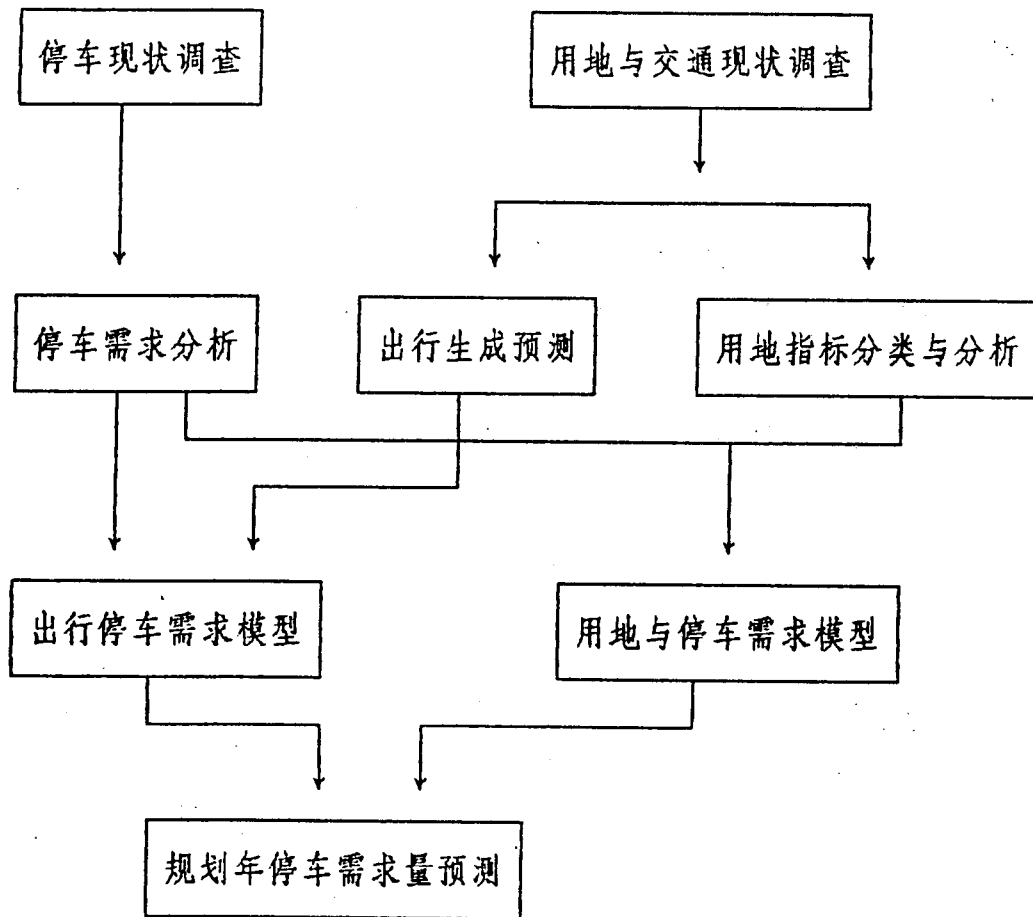 停车现状调查
用地与交通现状调查
停车需求分析
出行生成预测
用地指标分类与分析
出行停车需求模型
用地与停车需求模型
规划年停车需求量预测